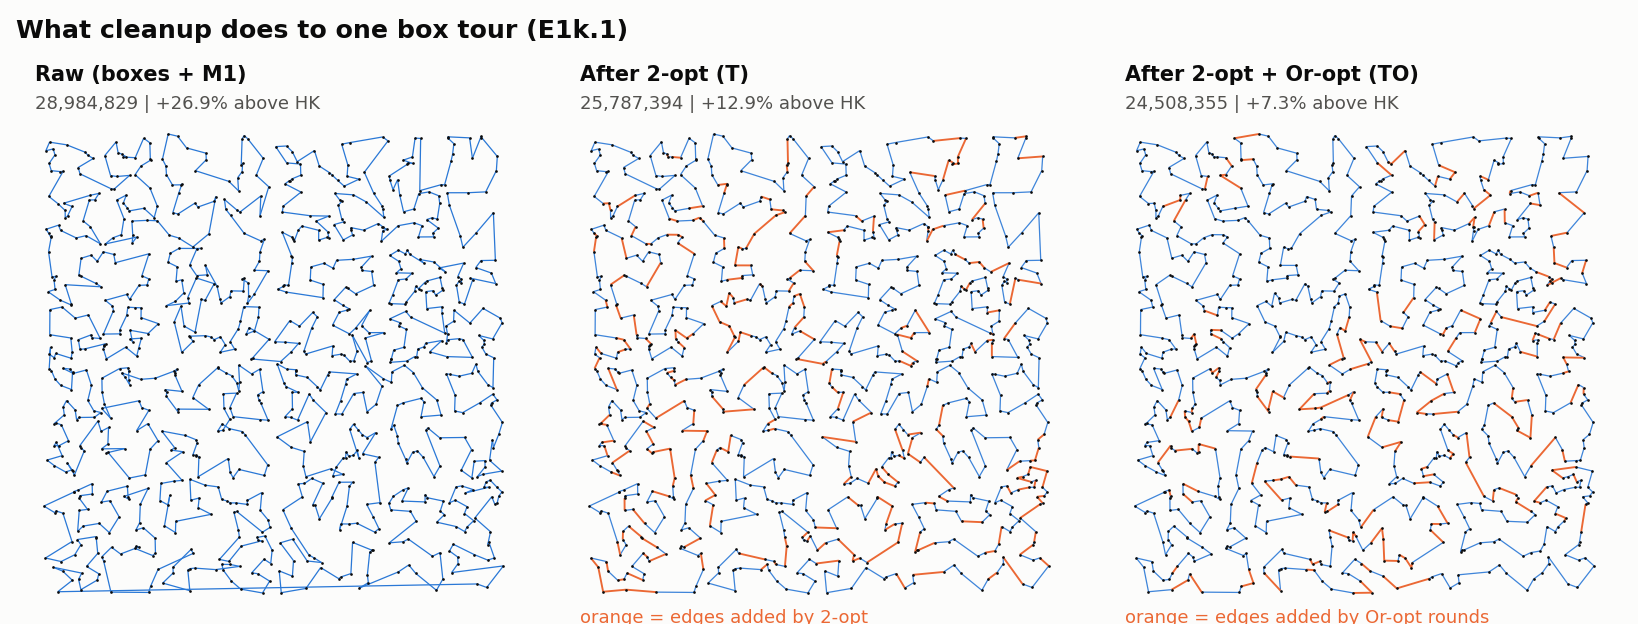 What cleanup does to one box tour (E1k.1)
Raw (boxes + M1)
28,984,829 | +26.9% above HK
After 2-opt (T)
25,787,394 | +12.9% above HK
orange = edges added by 2-opt
After 2-opt + Or-opt (TO)
24,508,355 | +7.3% above HK
orange = edges added by Or-opt rounds